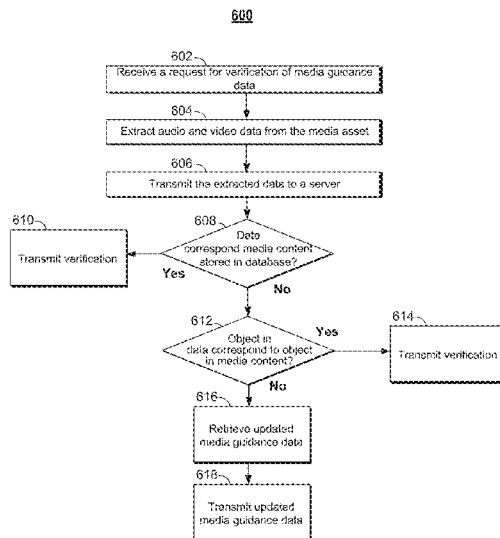 600
602
Receive a request for verification of media guidance
data
604
Extract audio and video data from the media asset
606
Transmit the extracted data to a server
608
Data
correspond media content
stored in database?
610
Transmit verification
Yes
No
612
Object in
data correspond to object
in media content?
Yes
614
Transmit verification
No
616
Retrieve updated
media guidance data
618
Transmit updated
media guidance data